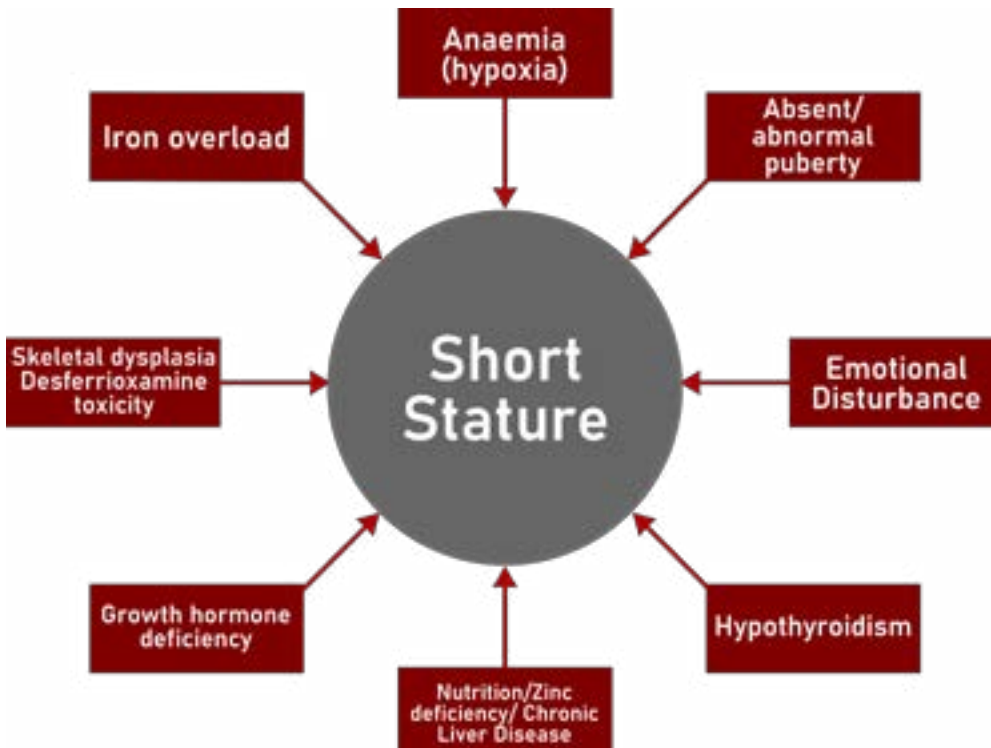 Anaemia
(hypoxia)
Absent/
abnormal
puberty
Emotional
Disturbance
Hypothyroidism
Nutrition/Zinc
deficiency/ Chronic
Liver Disease
Growth hormone
deficiency
Skeletal dysplasia
Desferrioxamine
toxicity
Iron overload
Short
Stature